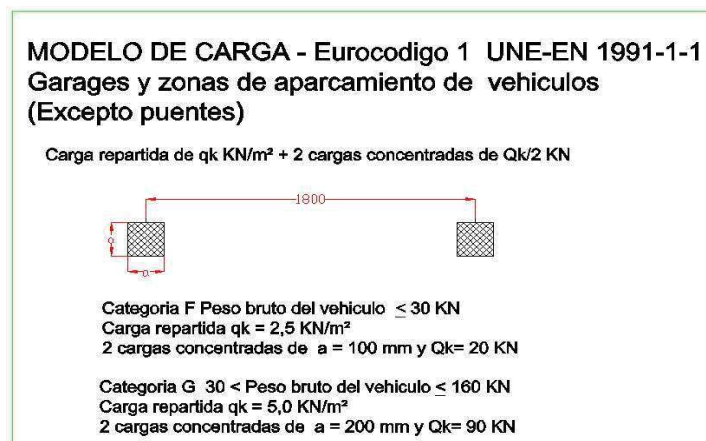 MODELO DE CARGA - Eurocodigo 1 UNE-EN 1991-1-1
Garages y zonas de aparcamiento de vehiculos
(Excepto puentes)
Carga repartida de qk KN/m² + 2 cargas concentradas de Qk/2 KN
1800
a
a
Categoria F Peso bruto del vehiculo ≤ 30 KN
Carga repartida qk = 2,5 KN/m²
2 cargas concentradas de a = 100 mm y Qk= 20 KN
Categoria G 30 < Peso bruto del vehiculo ≤ 160 KN
Carga repartida qk = 5,0 KN/m²
2 cargas concentradas de a = 200 mm y Qk= 90 KN